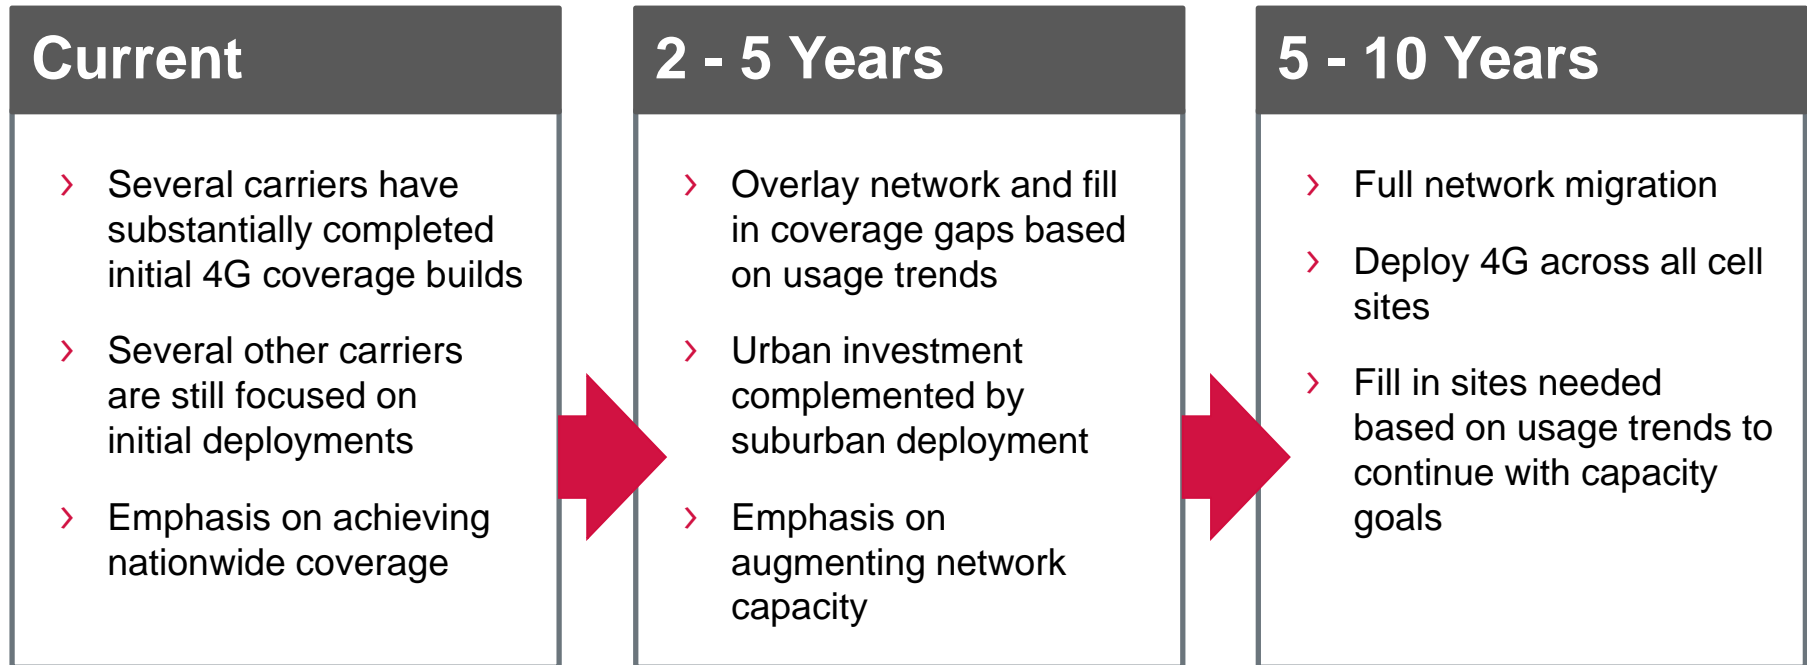 Current
› Several carriers have
substantially completed
initial 4G coverage builds
› Several other carriers
are still focused on
initial deployments
› Emphasis on achieving
nationwide coverage
2 - 5 Years
› Overlay network and fill
in coverage gaps based
on usage trends
› Urban investment
complemented by
suburban deployment
› Emphasis on
augmenting network
capacity
5 - 10 Years
› Full network migration
› Deploy 4G across all cell
sites
› Fill in sites needed
based on usage trends to
continue with capacity
goals